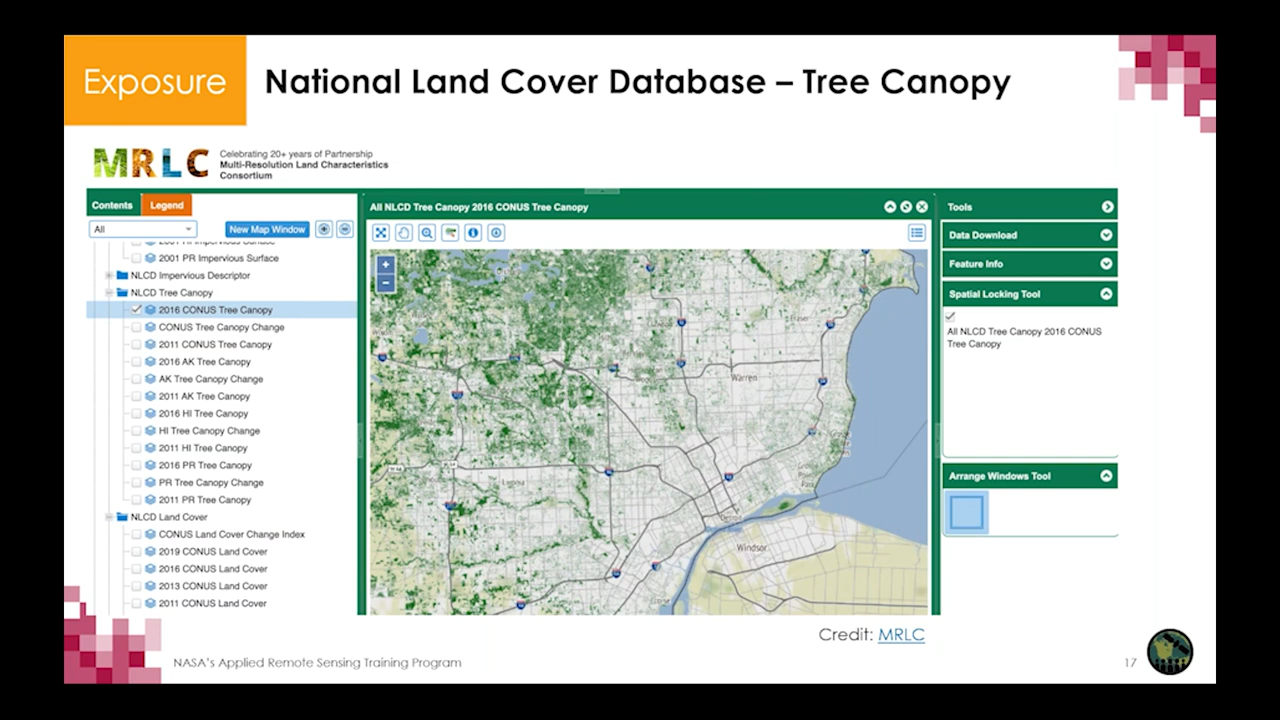 Exposure
National Land Cover Database – Tree Canopy
MRLC
Celebrating 20+ years of Partnership
Multi-Resolution Land Characteristics
Consortium
Contents
Legend
All
New Map Window
2001 PR Impervious Surface
NLCD Impervious Descriptor
NLCD Tree Canopy
2016 CONUS Tree Canopy
CONUS Tree Canopy Change
2011 CONUS Tree Canopy
2016 AK Tree Canopy
AK Tree Canopy Change
2011 AK Tree Canopy
2016 HI Tree Canopy
HI Tree Canopy Change
2011 HI Tree Canopy
2016 PR Tree Canopy
PR Tree Canopy Change
2011 PR Tree Canopy
NLCD Land Cover
CONUS Land Cover Change Index
2019 CONUS Land Cover
2016 CONUS Land Cover
2013 CONUS Land Cover
2011 CONUS Land Cover
All NLCD Tree Canopy 2016 CONUS Tree Canopy
+
−
Fraser
Warren
Livonia
Detroit
Windsor
Tools
Data Download
Feature Info
Spatial Locking Tool
All NLCD Tree Canopy 2016 CONUS
Tree Canopy
Arrange Windows Tool
Credit: MRLC
NASA's Applied Remote Sensing Training Program
17